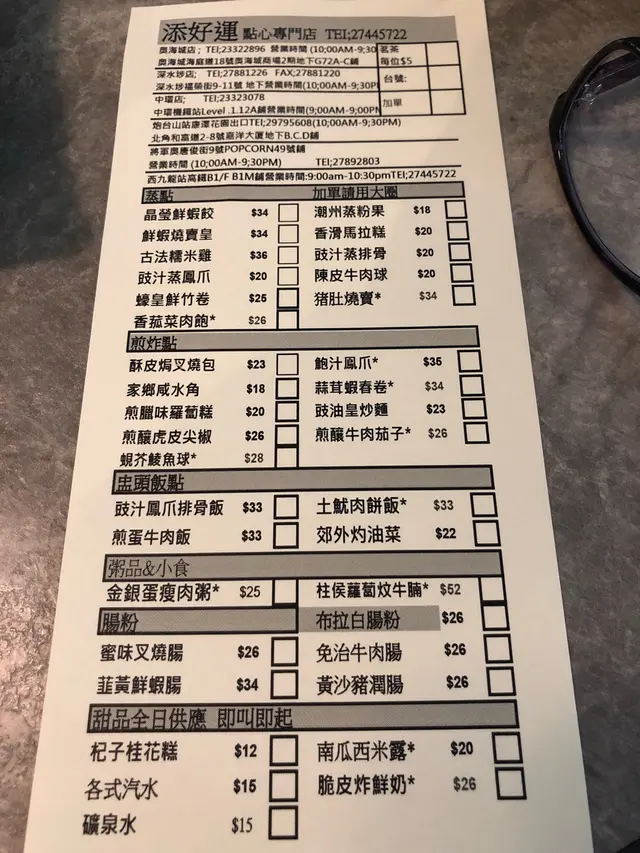 添好運 點心專門店 TEl;27445722
奧海城店; TEl;23322896 營業時間 (10;00AM-9;30
奧海城海庭道18號奧海城商場2期地下G72A-C鋪
茗茶
每位$5
深水埗店; TEl;27881226 FAX;27881220
深水埗福榮街9-11號 地下營業時間(10;00AM-9;30P
台號:
中環店; TEl;23323078
中環機鐵站Level .1.12A鋪營業時間(9;00AM-9;00PM
加單
炮台山站康澤花園出口TEl;29795608(10:30AM-9;30PM)
北角和富道2-8號嘉洋大厦地下B.C.D鋪
將軍奧唐俊街9號POPCORN49號鋪
營業時間 (10;00AM-9;30PM) TEl;27892803
西九龍站高鐵B1/F B1M鋪營業時間:9:00am-10:30pmTEl;27445722
蒸點 加單請用大圈
晶瑩鮮蝦餃 $34 潮州蒸粉果 $18
鮮蝦燒賣皇 $34 香滑馬拉糕 $20
古法糯米雞 $36 豉汁蒸排骨 $20
豉汁蒸鳳爪 $20 陳皮牛肉球 $20
蠔皇鮮竹卷 $25 猪肚燒賣* $34
香菰菜肉飽* $26
煎炸點
酥皮焗叉燒包 $23 鮑汁鳳爪* $35
家鄉咸水角 $18 蒜茸蝦春卷* $34
煎臘味羅蔔糕 $20 豉油皇炒麵 $23
煎釀虎皮尖椒 $26 煎釀牛肉茄子* $26
蜆芥鯪魚球* $28
盅頭飯點
豉汁鳳爪排骨飯 $33 土魷肉餅飯* $33
煎蛋牛肉飯 $33 郊外灼油菜 $22
粥品&小食
金銀蛋瘦肉粥* $25 柱侯蘿蔔炆牛腩* $52
腸粉 布拉白腸粉 $26
蜜味叉燒腸 $26 免治牛肉腸 $26
韮黃鮮蝦腸 $34 黃沙豬潤腸 $26
甜品全日供應 即叫即起
杞子桂花糕 $12 南瓜西米露* $20
各式汽水 $15 脆皮炸鮮奶* $26
礦泉水 $15